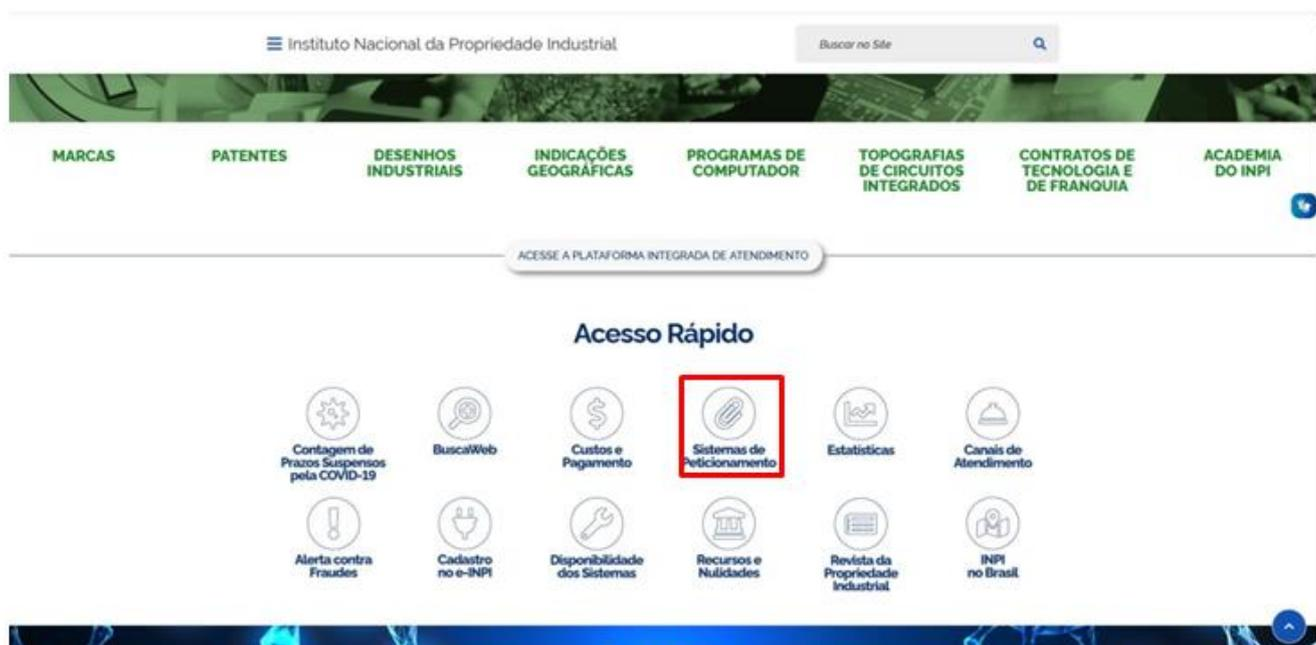 Instituto Nacional da Propriedade Industrial
Buscar no Site
MARCAS
PATENTES
DESENHOS
INDUSTRIAIS
INDICAÇÕES
GEOGRÁFICAS
PROGRAMAS DE
COMPUTADOR
TOPOGRAFIAS
DE CIRCUITOS
INTEGRADOS
CONTRATOS DE
TECNOLOGIA E
DE FRANQUIA
ACADEMIA
DO INPI
ACESSE A PLATAFORMA INTEGRADA DE ATENDIMENTO
Acesso Rápido
Contagem de
Prazos Suspensos
pela COVID-19
BuscaWeb
Custos e
Pagamento
Sistemas de
Peticionamento
Estatísticas
Canais de
Atendimento
Alerta contra
Fraudes
Cadastro
no e-INPI
Disponibilidade
dos Sistemas
Recursos e
Nulidades
Revista da
Propriedade
Industrial
INPI
no Brasil